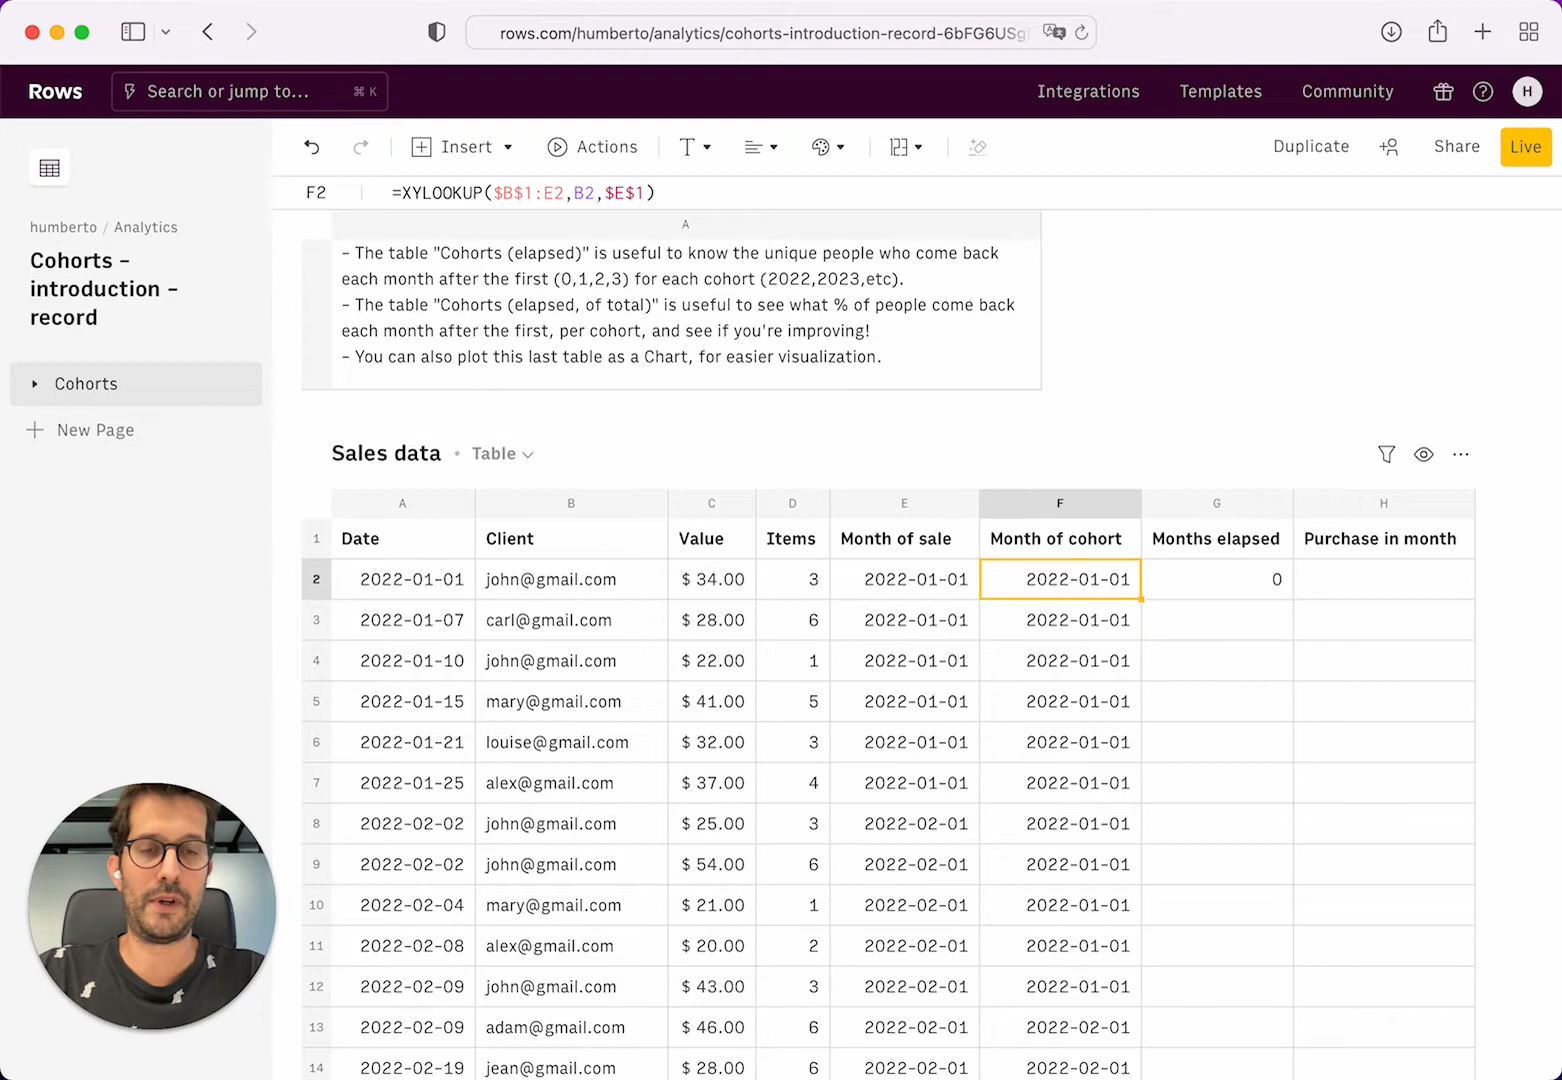 rows.com/humberto/analytics/cohorts-introduction-record-6bFG6USg
Rows
Search or jump to...
⌘ K
Integrations
Templates
Community
H
Insert
Actions
Duplicate
Share
Live
F2
=XYLOOKUP($B$1:E2,B2,$E$1)
humberto / Analytics
Cohorts –
introduction –
record
Cohorts
New Page
A
– The table "Cohorts (elapsed)" is useful to know the unique people who come back
each month after the first (0,1,2,3) for each cohort (2022,2023,etc).
– The table "Cohorts (elapsed, of total)" is useful to see what % of people come back
each month after the first, per cohort, and see if you're improving!
– You can also plot this last table as a Chart, for easier visualization.
Sales data • Table
A B C D E F G H
1 Date Client Value Items Month of sale Month of cohort Months elapsed Purchase in month
2 2022-01-01 john@gmail.com $ 34.00 3 2022-01-01 2022-01-01 0
3 2022-01-07 carl@gmail.com $ 28.00 6 2022-01-01 2022-01-01
4 2022-01-10 john@gmail.com $ 22.00 1 2022-01-01 2022-01-01
5 2022-01-15 mary@gmail.com $ 41.00 5 2022-01-01 2022-01-01
6 2022-01-21 louise@gmail.com $ 32.00 3 2022-01-01 2022-01-01
7 2022-01-25 alex@gmail.com $ 37.00 4 2022-01-01 2022-01-01
8 2022-02-02 john@gmail.com $ 25.00 3 2022-02-01 2022-01-01
9 2022-02-02 john@gmail.com $ 54.00 6 2022-02-01 2022-01-01
10 2022-02-04 mary@gmail.com $ 21.00 1 2022-02-01 2022-01-01
11 2022-02-08 alex@gmail.com $ 20.00 2 2022-02-01 2022-01-01
12 2022-02-09 john@gmail.com $ 43.00 3 2022-02-01 2022-01-01
13 2022-02-09 adam@gmail.com $ 46.00 6 2022-02-01 2022-02-01
14 2022-02-19 jean@gmail.com $ 28.00 6 2022-02-01 2022-02-01